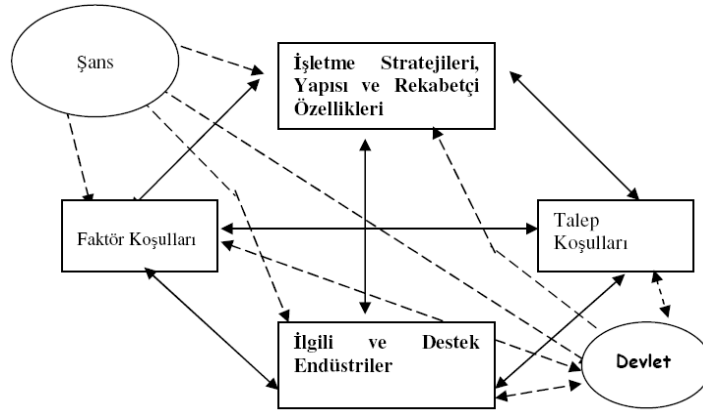 Şans
İşletme Stratejileri,
Yapısı ve Rekabetçi
Özellikleri
Faktör Koşulları
Talep
Koşulları
İlgili ve Destek
Endüstriler
Devlet